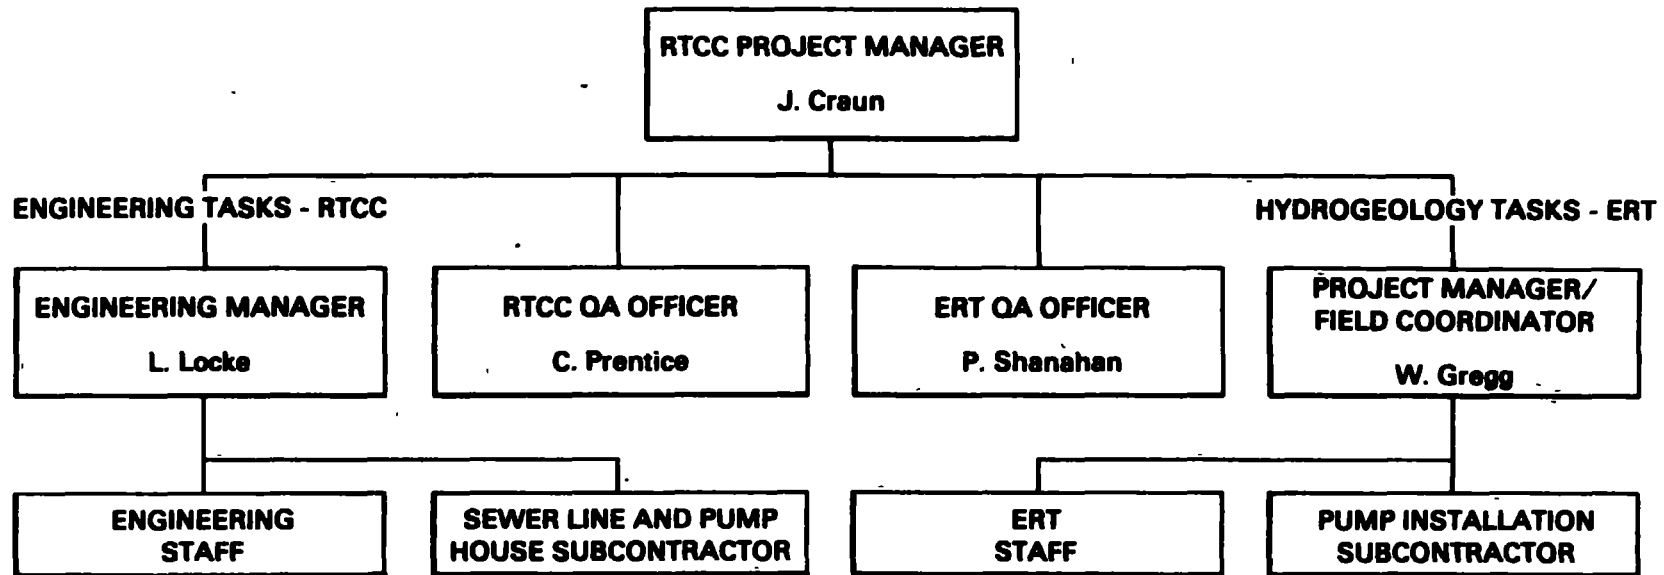 RTCC PROJECT MANAGER
J. Craun
ENGINEERING TASKS - RTCC
HYDROGEOLOGY TASKS - ERT
ENGINEERING MANAGER
L. Locke
RTCC QA OFFICER
C. Prentice
ERT QA OFFICER
P. Shanahan
PROJECT MANAGER/
FIELD COORDINATOR
W. Gregg
ENGINEERING
STAFF
SEWER LINE AND PUMP
HOUSE SUBCONTRACTOR
ERT
STAFF
PUMP INSTALLATION
SUBCONTRACTOR